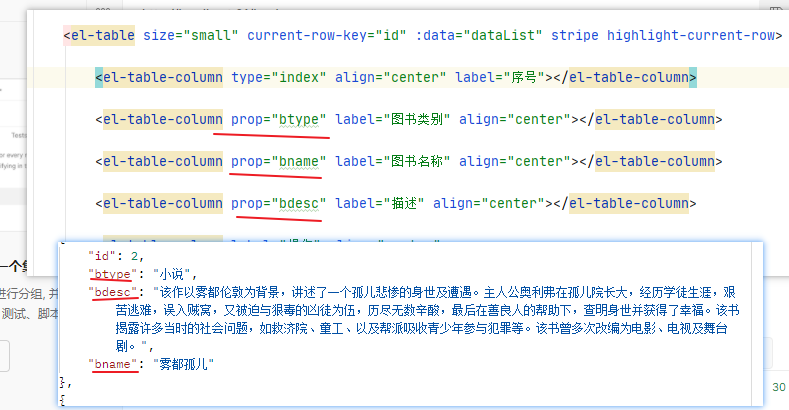 <el-table size="small" current-row-key="id" :data="dataList" stripe highlight-current-row>
<el-table-column type="index" align="center" label="序号"></el-table-column>
<el-table-column prop="btype" label="图书类别" align="center"></el-table-column>
<el-table-column prop="bname" label="图书名称" align="center"></el-table-column>
<el-table-column prop="bdesc" label="描述" align="center"></el-table-column>
"id": 2,
"btype": "小说",
"bdesc": "该作以雾都伦敦为背景，讲述了一个孤儿悲惨的身世及遭遇。主人公奥利弗在孤儿院长大，经历学徒生涯，艰
苦逃难，误入贼窝，又被迫与狠毒的凶徒为伍，历尽无数辛酸，最后在善良人的帮助下，查明身世并获得了幸福。该书
揭露许多当时的社会问题，如救济院、童工、以及帮派吸收青少年参与犯罪等。该书曾多次改编为电影、电视及舞台
剧。",
"bname": "雾都孤儿"
},
{
一个集
进行分组，并
测试、脚本
30